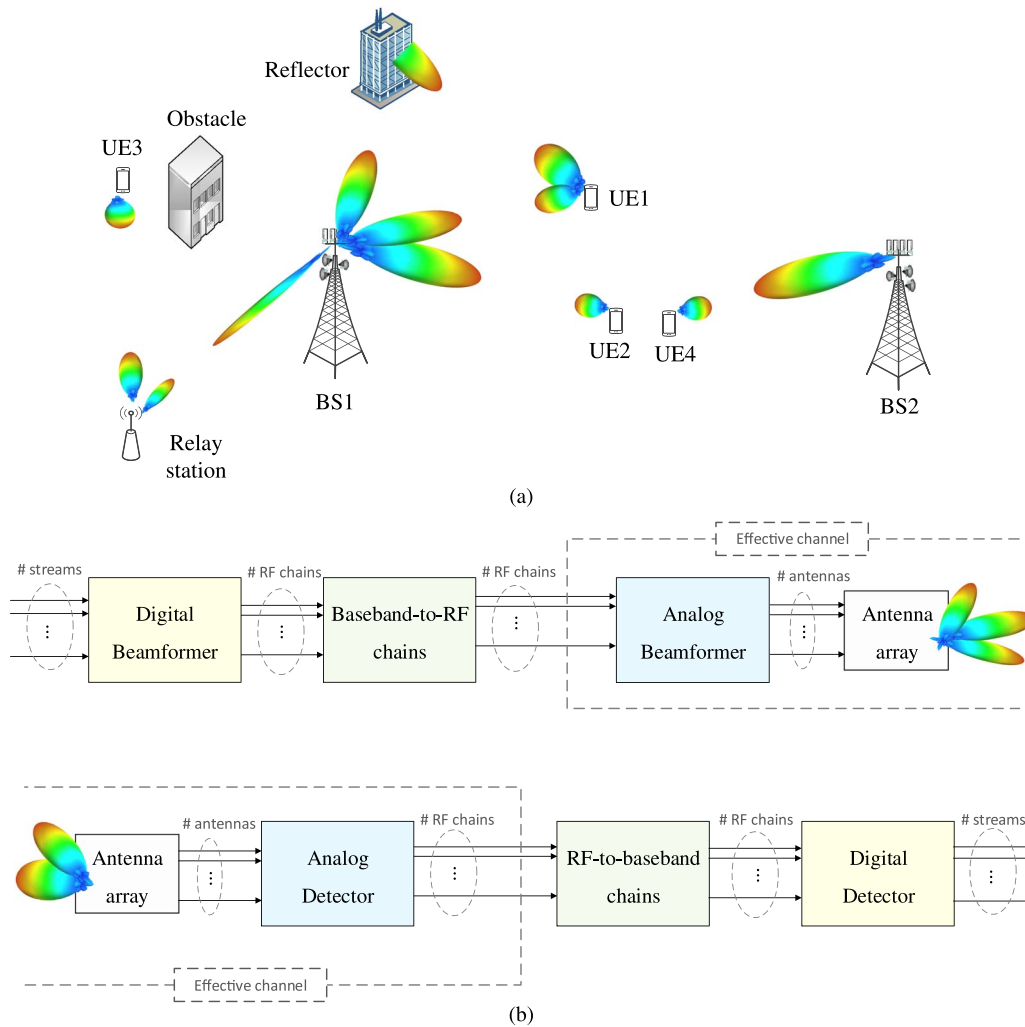 Reflector
Obstacle
UE3
UE1
UE2
UE4
BS1
BS2
Relay
station
(a)
Effective channel
# streams
# RF chains
# RF chains
# antennas
Digital
Beamformer
Baseband-to-RF
chains
Analog
Beamformer
Antenna
array
# antennas
# RF chains
# RF chains
# streams
Antenna
array
Analog
Detector
RF-to-baseband
chains
Digital
Detector
Effective channel
(b)